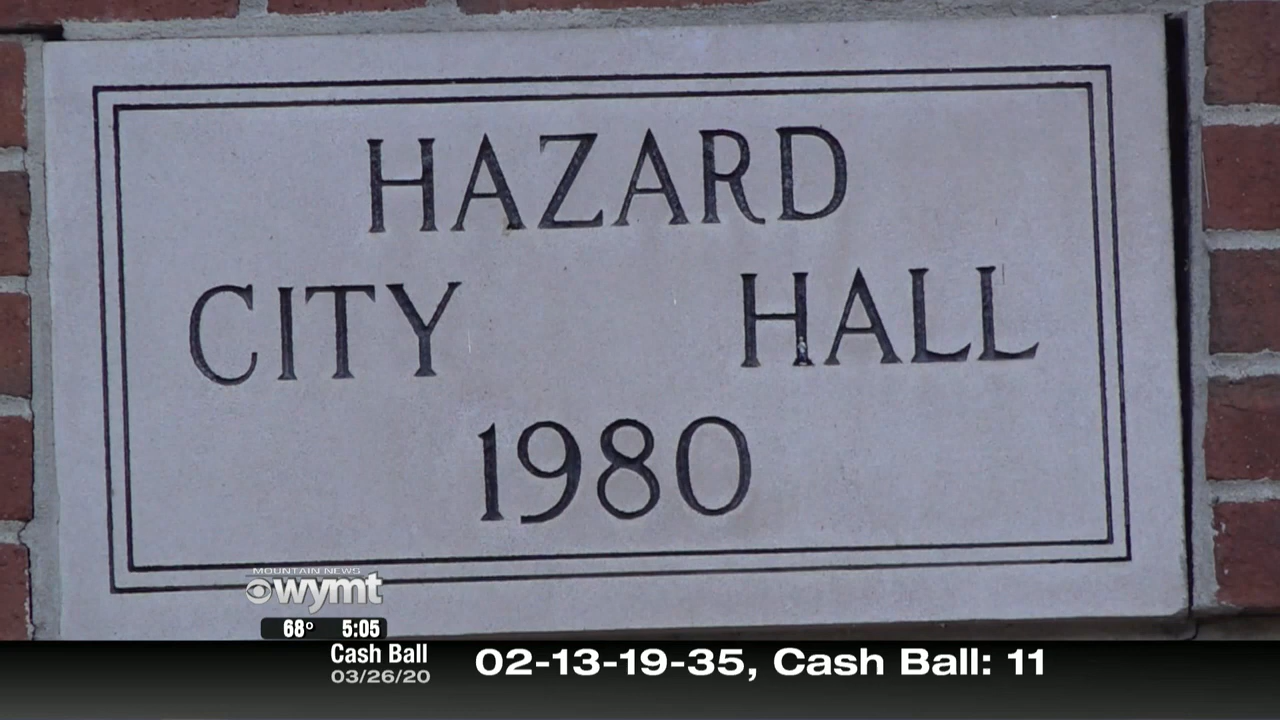 HAZARD
CITY HALL
1980
MOUNTAIN NEWS
wymt
68° 5:05
Cash Ball
03/26/20
02-13-19-35, Cash Ball: 11